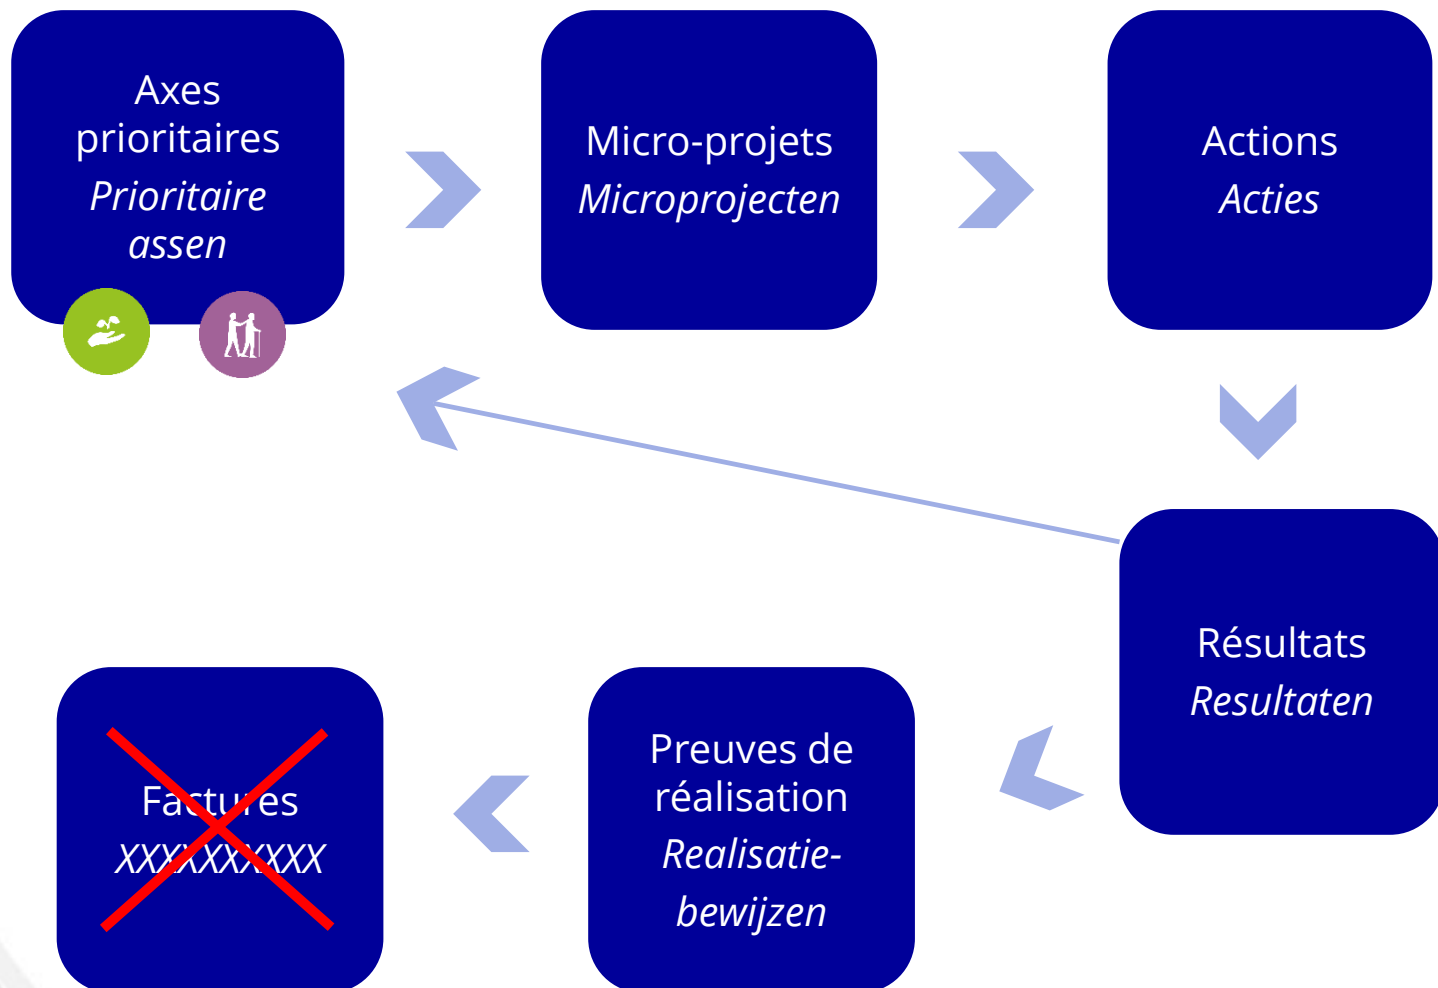 Axes
prioritaires
Prioritaire
assen
Micro-projets
Microprojecten
Actions
Acties
Résultats
Resultaten
Preuves de
réalisation
Realisatie-
bewijzen
Factures
XXXXXXXXXX